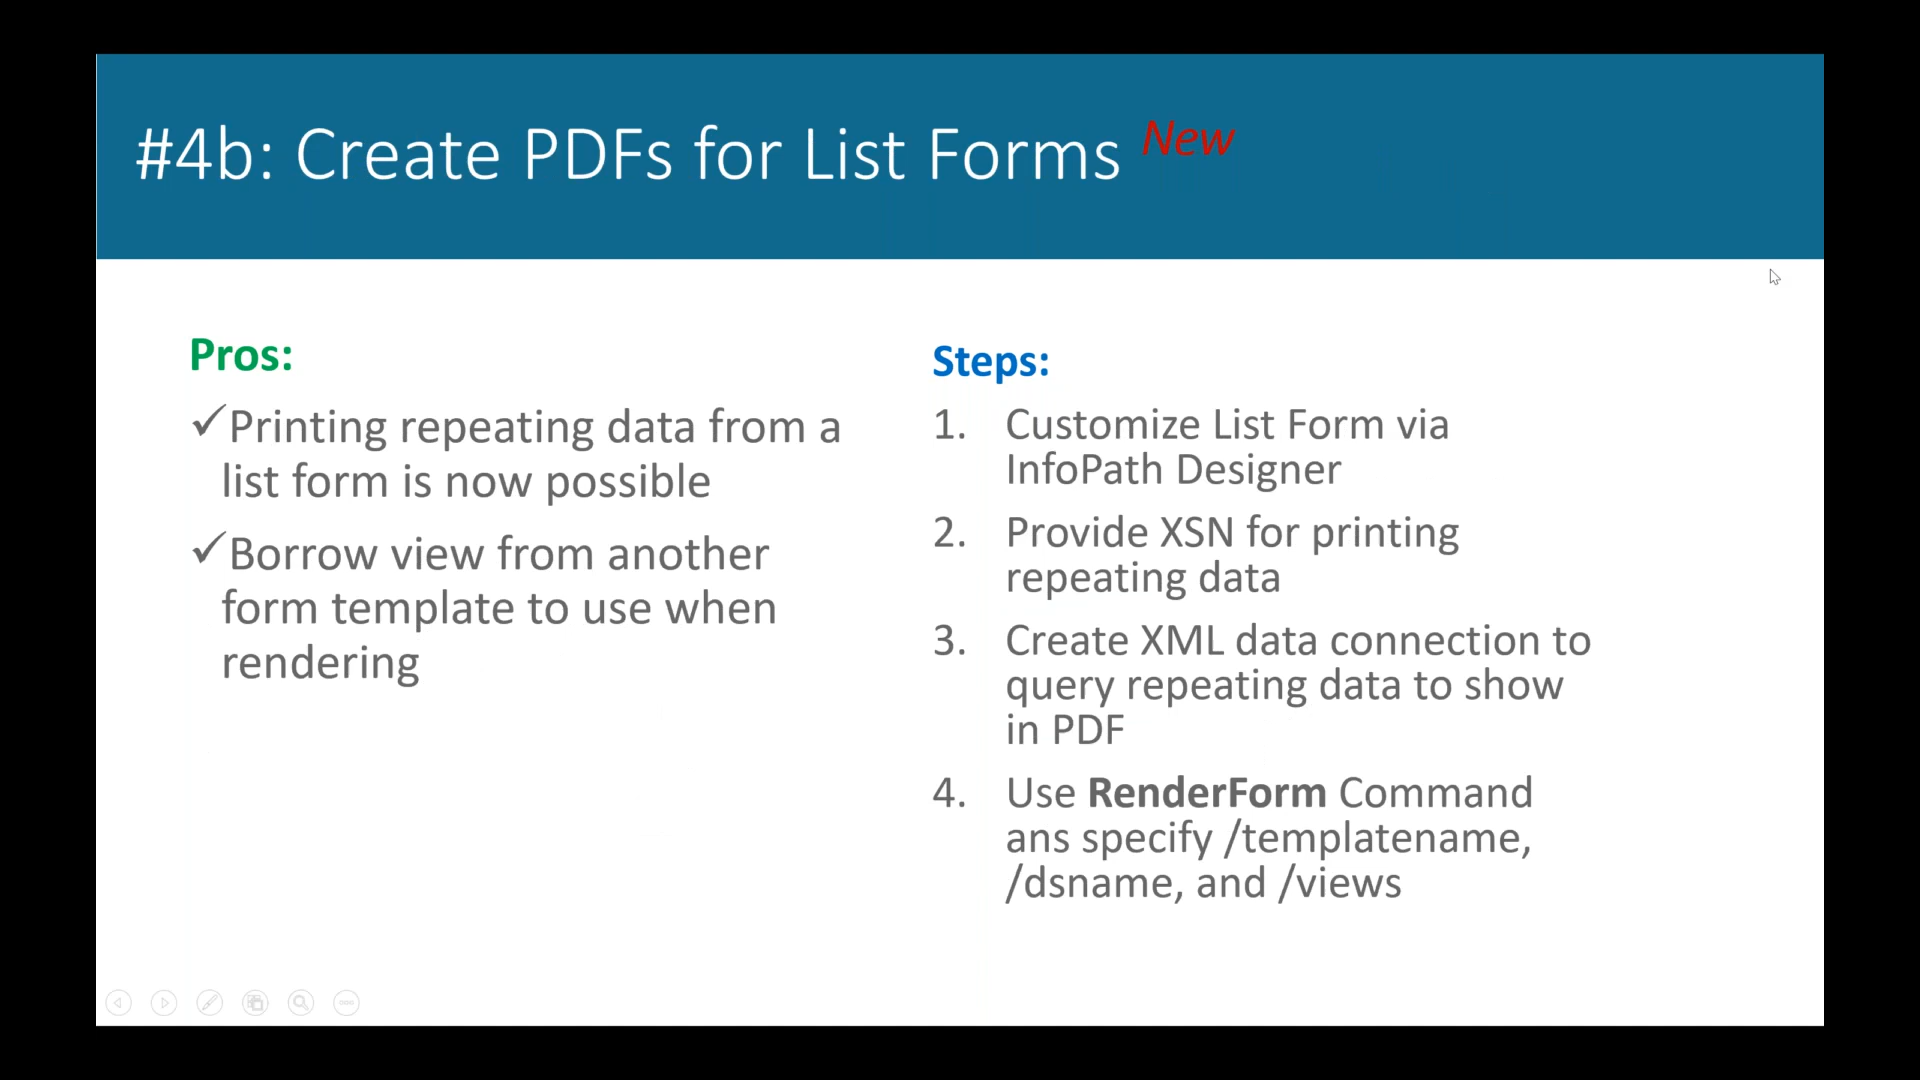 #4b: Create PDFs for List Forms New
Pros:
✓Printing repeating data from a
list form is now possible
✓Borrow view from another
form template to use when
rendering
Steps:
1. Customize List Form via
InfoPath Designer
2. Provide XSN for printing
repeating data
3. Create XML data connection to
query repeating data to show
in PDF
4. Use RenderForm Command
ans specify /templatename,
/dsname, and /views